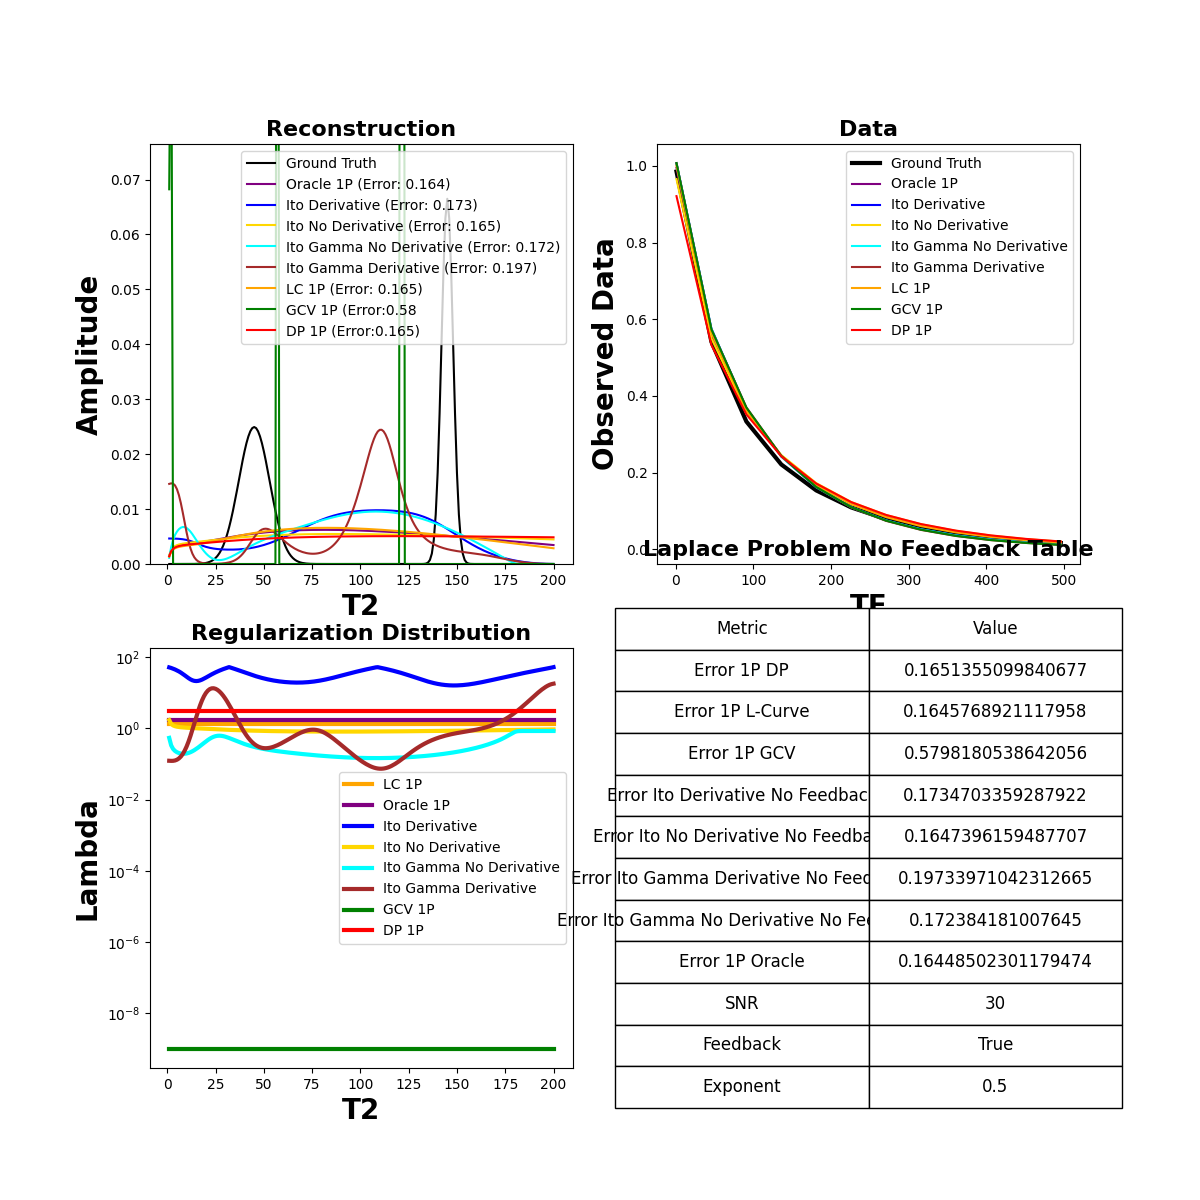 Reconstruction
Amplitude
0.07
0.06
0.05
0.04
0.03
0.02
0.01
0.00
Ground Truth
Oracle 1P (Error: 0.164)
Ito Derivative (Error: 0.173)
Ito No Derivative (Error: 0.165)
Ito Gamma No Derivative (Error: 0.172)
Ito Gamma Derivative (Error: 0.197)
LC 1P (Error: 0.165)
GCV 1P (Error:0.58
DP 1P (Error:0.165)
0 25 50 75 100 125 150 175 200
T2
Data
Observed Data
1.0
0.8
0.6
0.4
0.2
0.0
Ground Truth
Oracle 1P
Ito Derivative
Ito No Derivative
Ito Gamma No Derivative
Ito Gamma Derivative
LC 1P
GCV 1P
DP 1P
0 100 200 300 400 500
TE
Regularization Distribution
Lambda
10^2
10^0
10^-2
10^-4
10^-6
10^-8
LC 1P
Oracle 1P
Ito Derivative
Ito No Derivative
Ito Gamma No Derivative
Ito Gamma Derivative
GCV 1P
DP 1P
0 25 50 75 100 125 150 175 200
T2
Laplace Problem No Feedback Table
Metric Value
Error 1P DP 0.1651355099840677
Error 1P L-Curve 0.1645768921117958
Error 1P GCV 0.5798180538642056
Error Ito Derivative No Feedbac 0.1734703359287922
Error Ito No Derivative No Feedba 0.1647396159487707
Error Ito Gamma Derivative No Feed 0.19733971042312665
Error Ito Gamma No Derivative No Fee 0.172384181007645
Error 1P Oracle 0.16448502301179474
SNR 30
Feedback True
Exponent 0.5